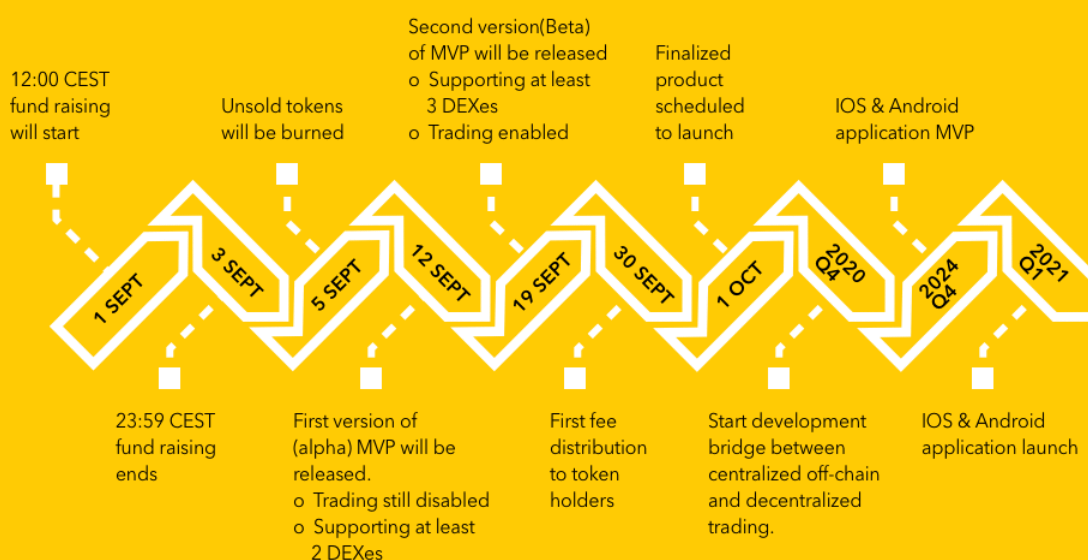 12:00 CEST
fund raising
will start
Unsold tokens
will be burned
Second version(Beta)
of MVP will be released
o Supporting at least
3 DEXes
o Trading enabled
Finalized
product
scheduled
to launch
IOS & Android
application MVP
1 SEPT
3 SEPT
5 SEPT
12 SEPT
19 SEPT
30 SEPT
1 OCT
2020
Q4
2024
Q4
2021
Q1
23:59 CEST
fund raising
ends
First version of
(alpha) MVP will be
released.
o Trading still disabled
o Supporting at least
2 DEXes
First fee
distribution
to token
holders
Start development
bridge between
centralized off-chain
and decentralized
trading.
IOS & Android
application launch